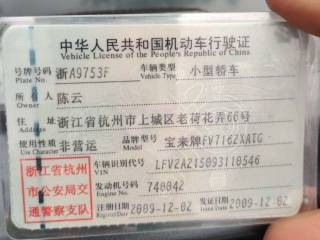 中华人民共和国机动车行驶证
Vehicle License of the People's Republic of China
号牌号码 浙A9753F 车辆类型 小型轿车
Plate No. Vehicle Type
所有人 陈云
Owner
住址 浙江省杭州市上城区老荷花弄66号
Address
使用性质 非营运 品牌型号 宝来牌FV7162XATG
Use Character Model
浙江省杭州 车辆识别代号 LFV2A21S093110546
VIN
市公安局交 发动机号码 740042
Engine No.
通警察支队 注册日期 2009-12-02 发证日期 2009-12-02
Register Date Issue Date